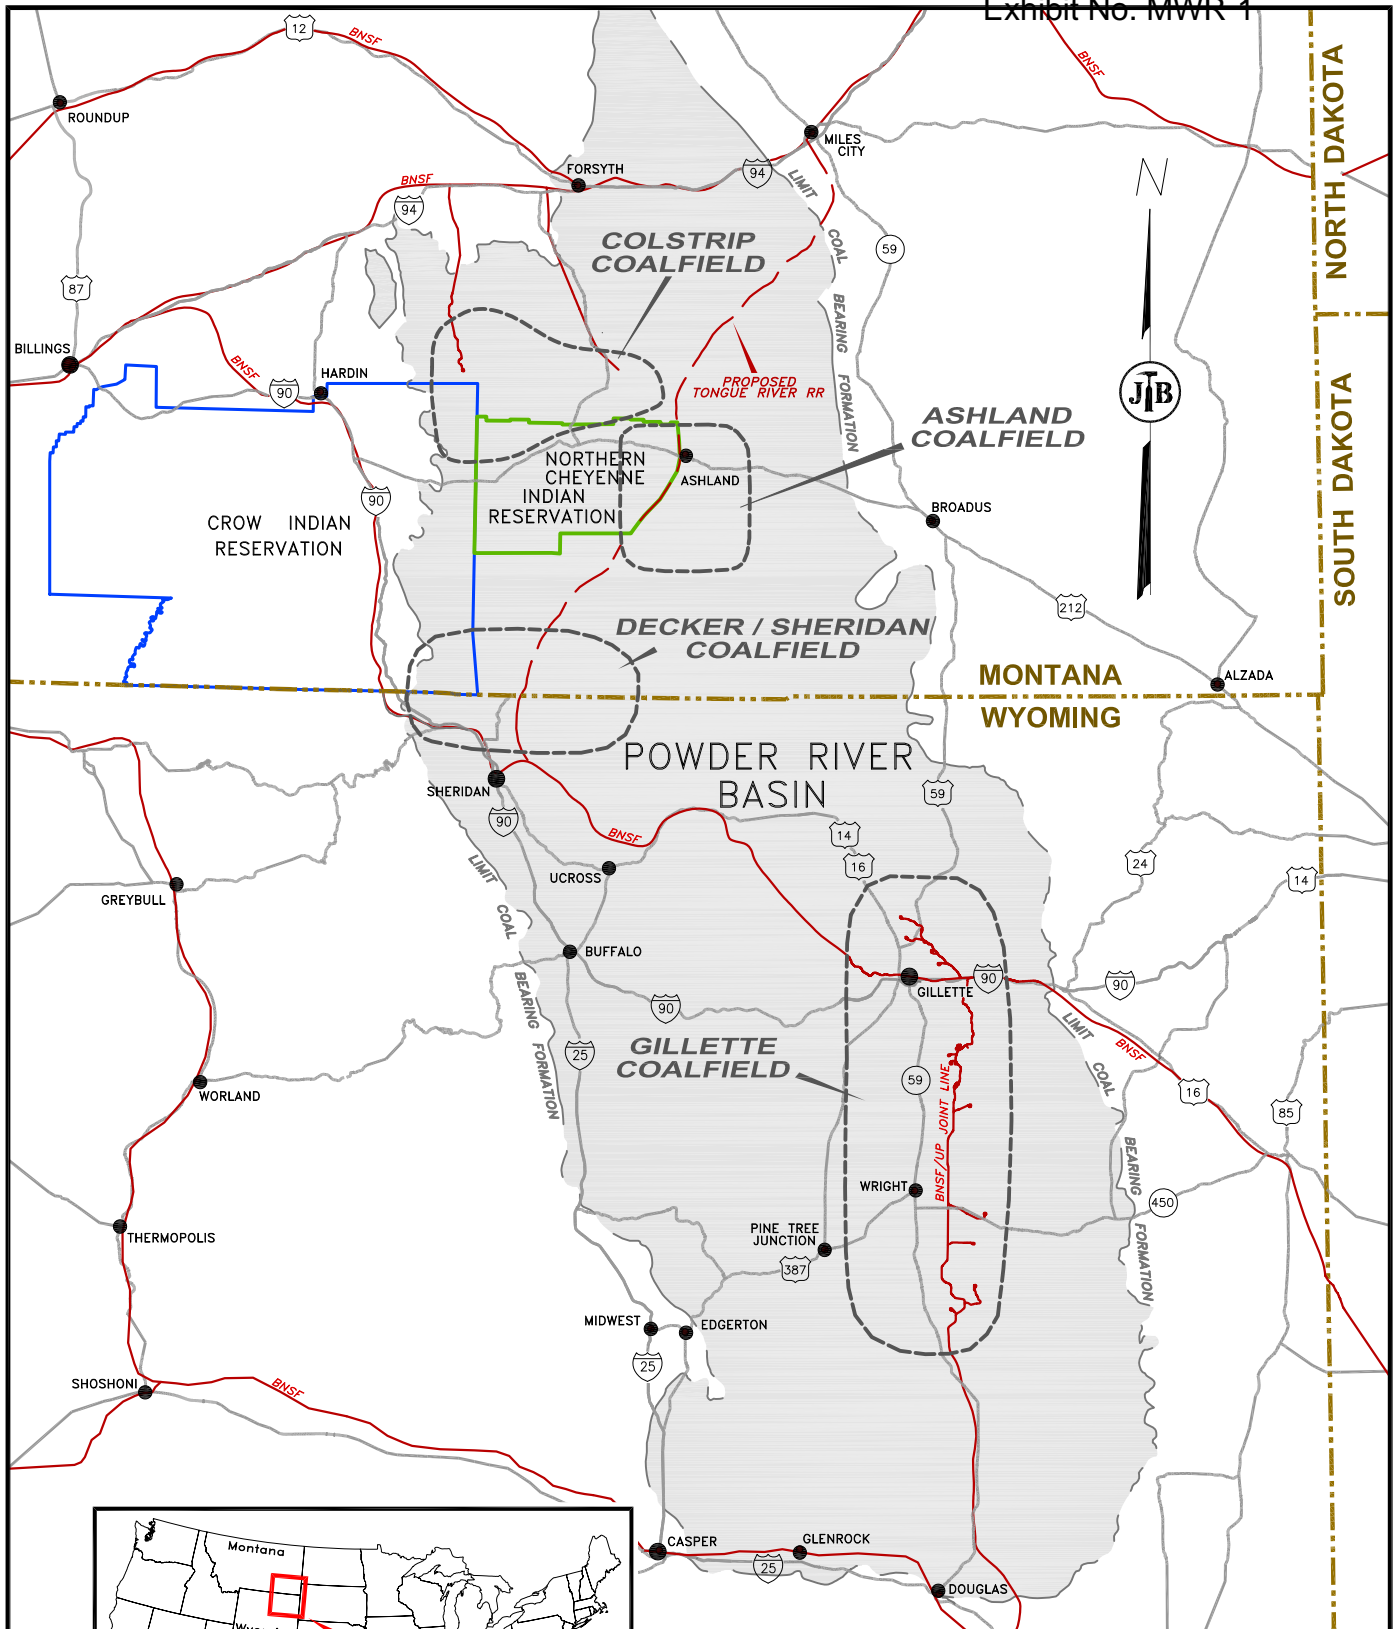 Exhibit No. MWR-1
12
BNSF
BNSF
ROUNDUP
MILES
CITY
NORTH DAKOTA
FORSYTH
94
LIMIT
COAL
BEARING
FORMATION
BNSF
94
N
59
COLSTRIP
COALFIELD
87
BILLINGS
BNSF
HARDIN
90
PROPOSED
TONGUE RIVER RR
JTB
ASHLAND
COALFIELD
SOUTH DAKOTA
NORTHERN
CHEYENNE
INDIAN
RESERVATION
ASHLAND
90
CROW INDIAN
RESERVATION
BROADUS
212
DECKER / SHERIDAN
COALFIELD
MONTANA
WYOMING
ALZADA
POWDER RIVER
BASIN
SHERIDAN
59
90
BNSF
14
16
24
14
LIMIT
COAL
BEARING
FORMATION
UCROSS
GREYBULL
BUFFALO
GILLETTE
90
90
90
LIMIT
COAL
BEARING
FORMATION
BNSF
25
GILLETTE
COALFIELD
59
BNSF/UP JOINT LINE
16
85
WORLAND
WRIGHT
450
PINE TREE
JUNCTION
387
THERMOPOLIS
MIDWEST
EDGERTON
25
SHOSHONI
BNSF
CASPER
GLENROCK
25
DOUGLAS
Montana